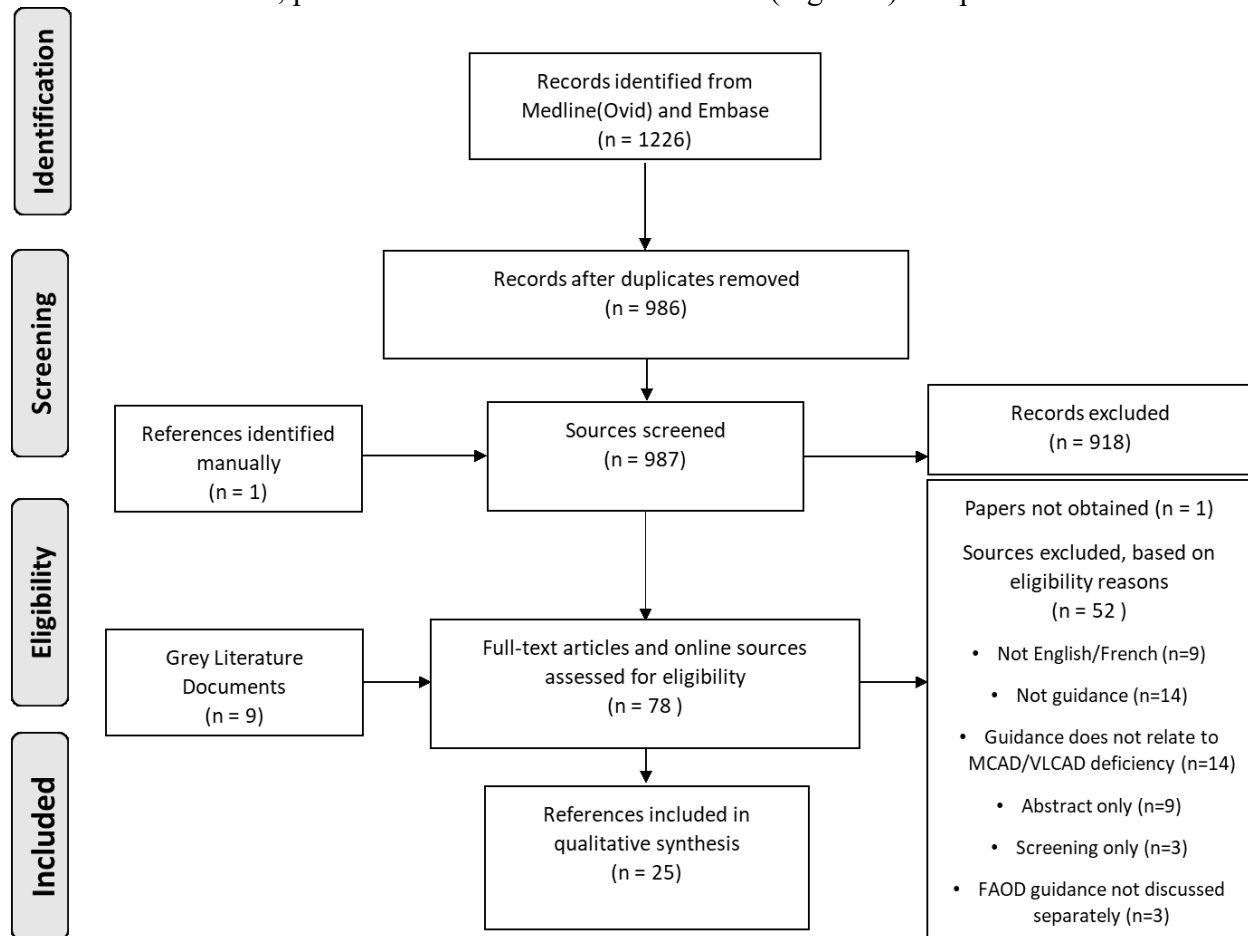 Identification
Records identified from
Medline(Ovid) and Embase
(n = 1226)
Screening
Records after duplicates removed
(n = 986)
References identified
manually
(n = 1)
Sources screened
(n = 987)
Records excluded
(n = 918)
Eligibility
Grey Literature
Documents
(n = 9)
Full-text articles and online sources
assessed for eligibility
(n = 78 )
Papers not obtained (n = 1)
Sources excluded, based on
eligibility reasons
(n = 52 )
• Not English/French (n=9)
• Not guidance (n=14)
• Guidance does not relate to
MCAD/VLCAD deficiency (n=14)
• Abstract only (n=9)
• Screening only (n=3)
• FAOD guidance not discussed
separately (n=3)
Included
References included in
qualitative synthesis
(n = 25)